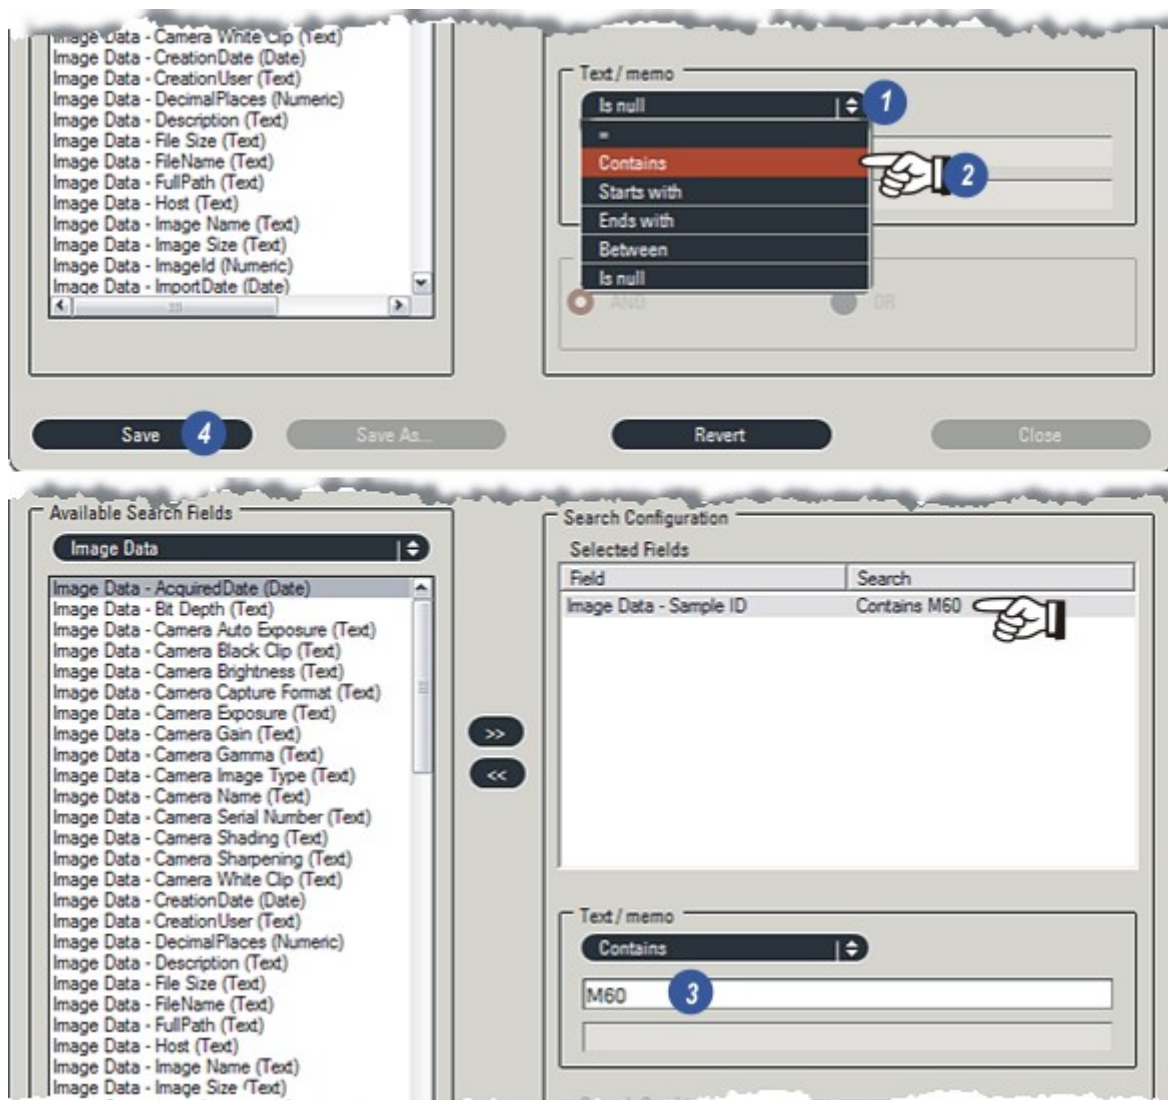 Image Data - Camera White Clip (Text)
Image Data - CreationDate (Date)
Image Data - CreationUser (Text)
Image Data - DecimalPlaces (Numeric)
Image Data - Description (Text)
Image Data - File Size (Text)
Image Data - FileName (Text)
Image Data - FullPath (Text)
Image Data - Host (Text)
Image Data - Image Name (Text)
Image Data - Image Size (Text)
Image Data - ImageId (Numeric)
Image Data - ImportDate (Date)
Text / memo
Is null
1
=
Contains
2
Starts with
Ends with
Between
Is null
AND
OR
Save
4
Save As...
Revert
Close
Available Search Fields
Image Data
Image Data - AcquiredDate (Date)
Image Data - Bit Depth (Text)
Image Data - Camera Auto Exposure (Text)
Image Data - Camera Black Clip (Text)
Image Data - Camera Brightness (Text)
Image Data - Camera Capture Format (Text)
Image Data - Camera Exposure (Text)
Image Data - Camera Gain (Text)
Image Data - Camera Gamma (Text)
Image Data - Camera Image Type (Text)
Image Data - Camera Name (Text)
Image Data - Camera Serial Number (Text)
Image Data - Camera Shading (Text)
Image Data - Camera Sharpening (Text)
Image Data - Camera White Clip (Text)
Image Data - CreationDate (Date)
Image Data - CreationUser (Text)
Image Data - DecimalPlaces (Numeric)
Image Data - Description (Text)
Image Data - File Size (Text)
Image Data - FileName (Text)
Image Data - FullPath (Text)
Image Data - Host (Text)
Image Data - Image Name (Text)
Image Data - Image Size (Text)
>>
<<
Search Configuration
Selected Fields
Field Search
Image Data - Sample ID Contains M60
Text / memo
Contains
M60
3